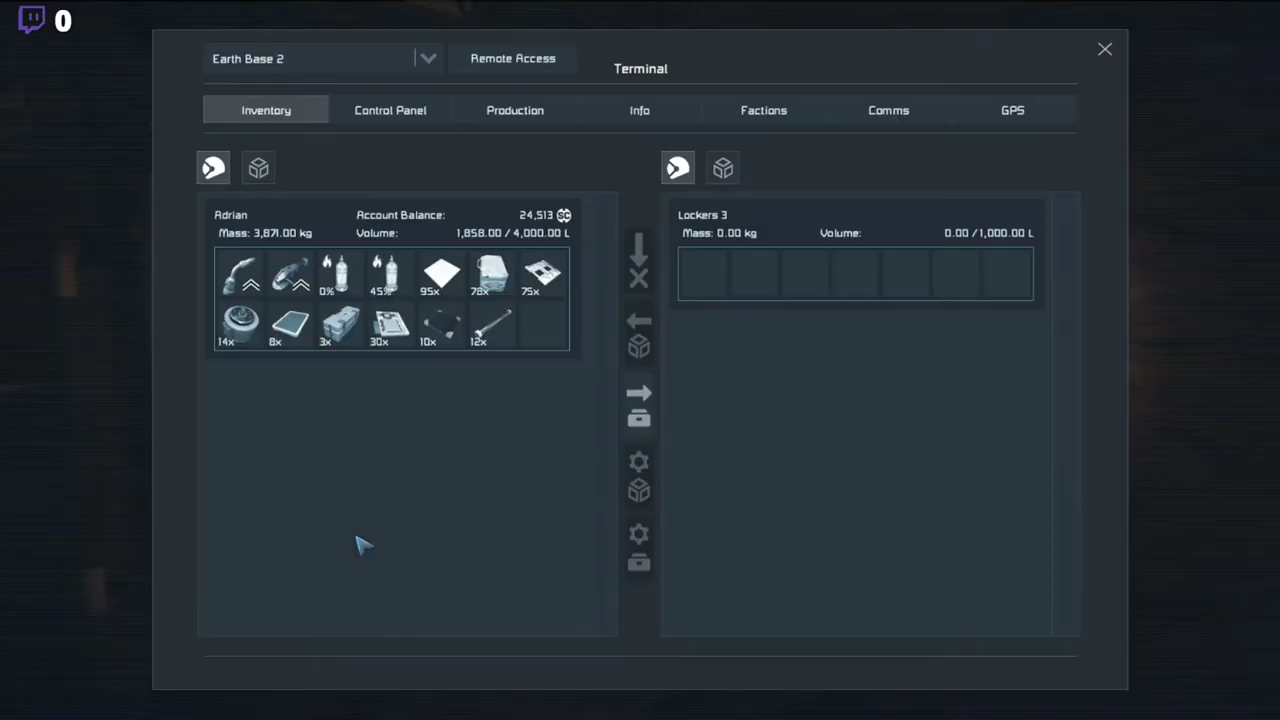 0
Earth Base 2
Remote Access
Terminal
Inventory
Control Panel
Production
Info
Factions
Comms
GPS
Adrian
Account Balance:
24,513 SC
Mass: 3,871.00 kg
Volume:
1,858.00 / 4,000.00 L
0%
45%
95x
78x
75x
14x
8x
3x
30x
10x
12x
Lockers 3
Mass: 0.00 kg
Volume:
0.00 / 1,000.00 L